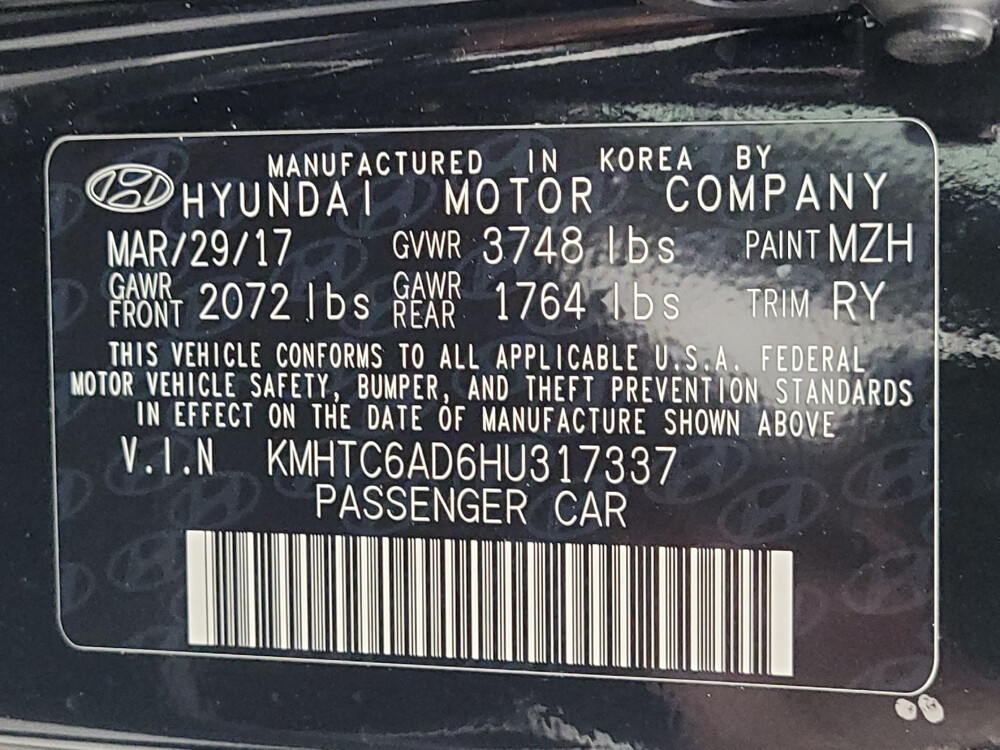 MANUFACTURED IN KOREA BY
HYUNDAI MOTOR COMPANY
MAR/29/17 GVWR 3748 lbs PAINT MZH
GAWR FRONT 2072 lbs GAWR REAR 1764 lbs TRIM RY
THIS VEHICLE CONFORMS TO ALL APPLICABLE U.S.A. FEDERAL
MOTOR VEHICLE SAFETY, BUMPER, AND THEFT PREVENTION STANDARDS
IN EFFECT ON THE DATE OF MANUFACTURE SHOWN ABOVE
V.I.N KMHTC6AD6HU317337
PASSENGER CAR